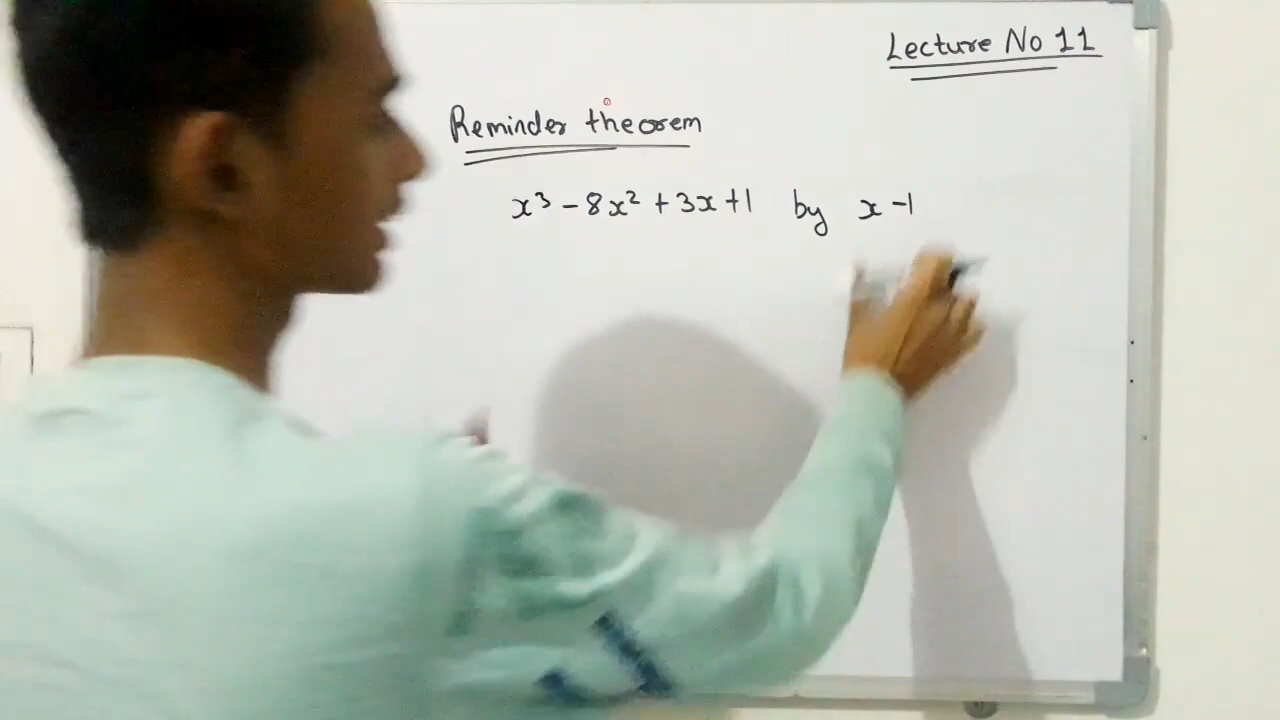 Lecture No 11
Reminder theorem
x³ - 8x² + 3x + 1 by x - 1